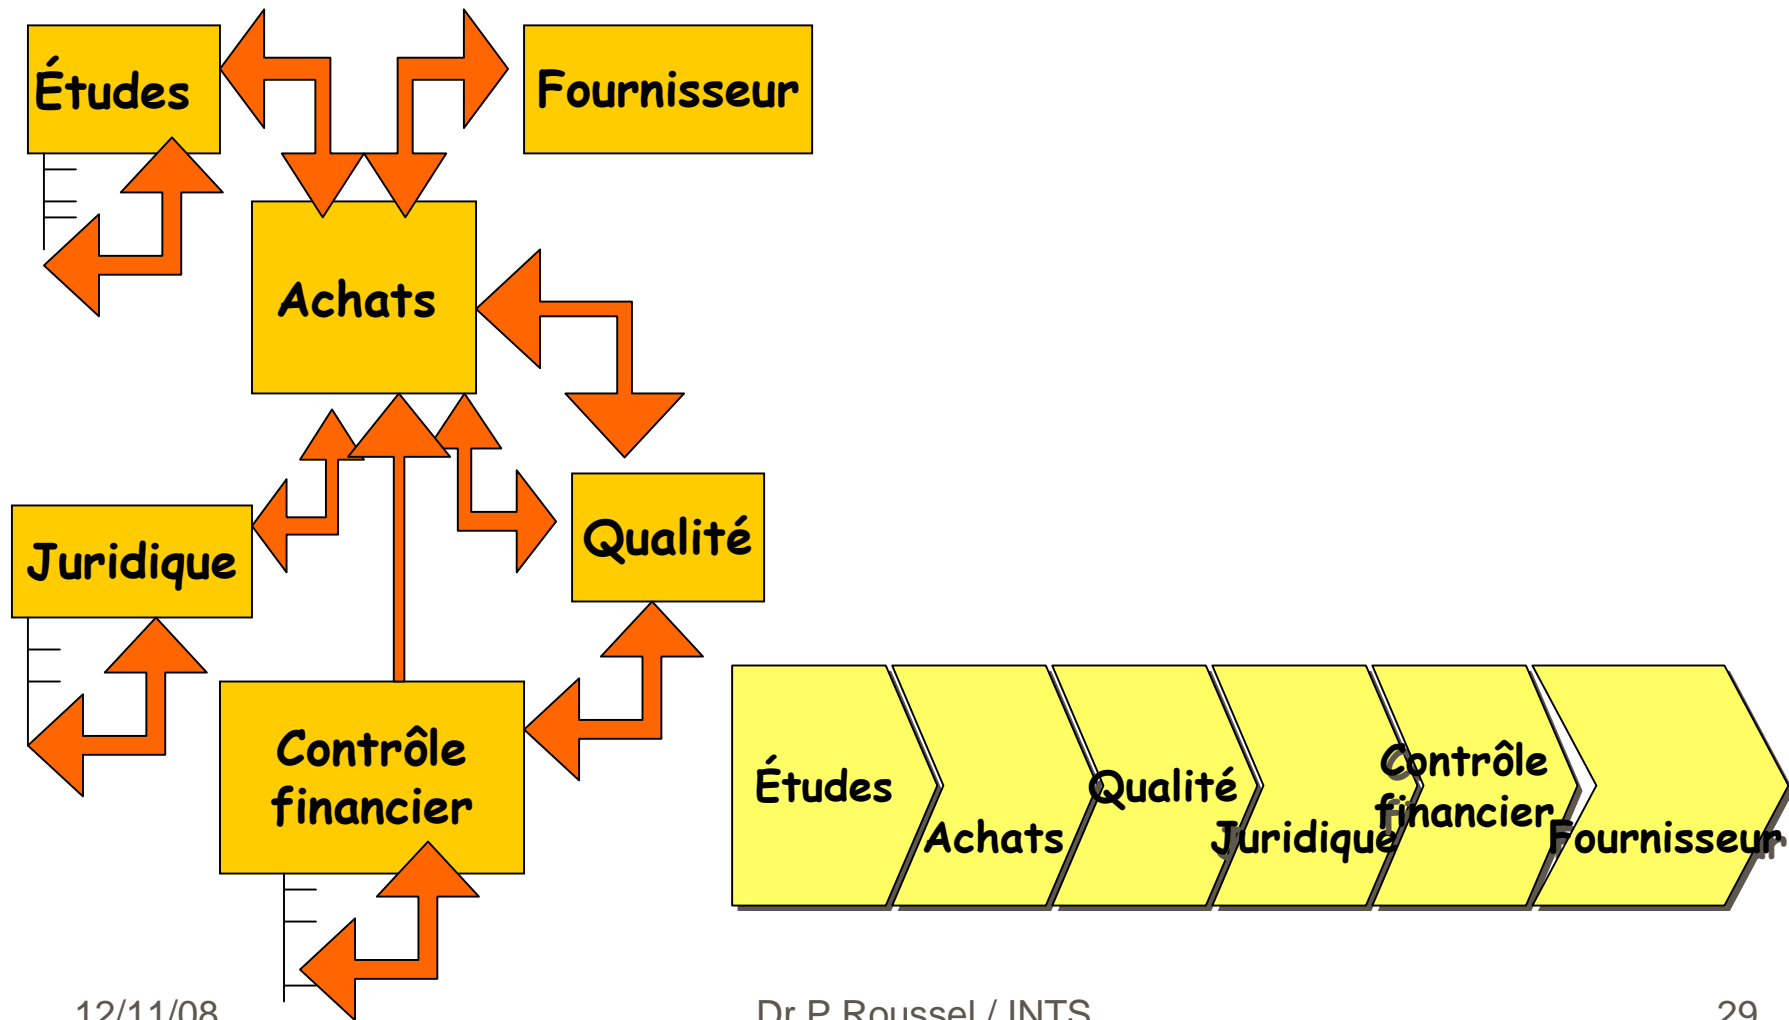 Études
Fournisseur
Achats
Juridique
Qualité
Contrôle
financier
Études
Achats
Qualité
Juridique
Contrôle
financier
Fournisseur
12/11/08
Dr P Roussel / INTS
29